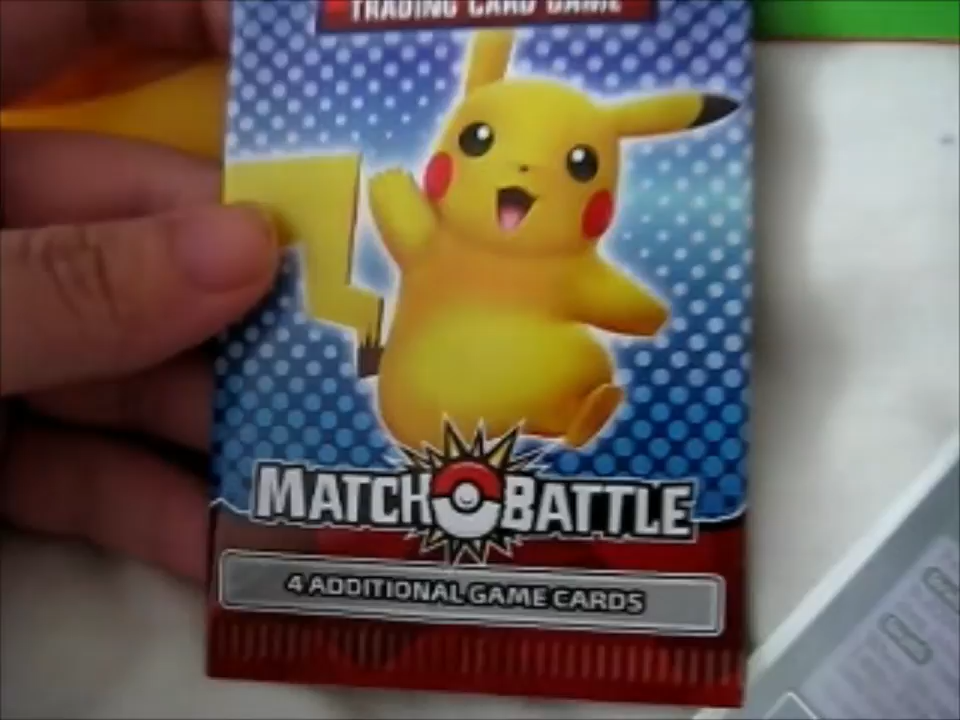 TRADING CARD GAME
MATCH BATTLE
4 ADDITIONAL GAME CARDS